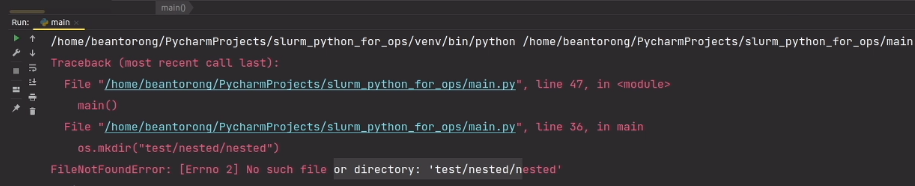 main()
Run: main ×
/home/beantorong/PycharmProjects/slurm_python_for_ops/venv/bin/python /home/beantorong/PycharmProjects/slurm_python_for_ops/main
Traceback (most recent call last):
File "/home/beantorong/PycharmProjects/slurm_python_for_ops/main.py", line 47, in <module>
main()
File "/home/beantorong/PycharmProjects/slurm_python_for_ops/main.py", line 36, in main
os.mkdir("test/nested/nested")
FileNotFoundError: [Errno 2] No such file or directory: 'test/nested/nested'